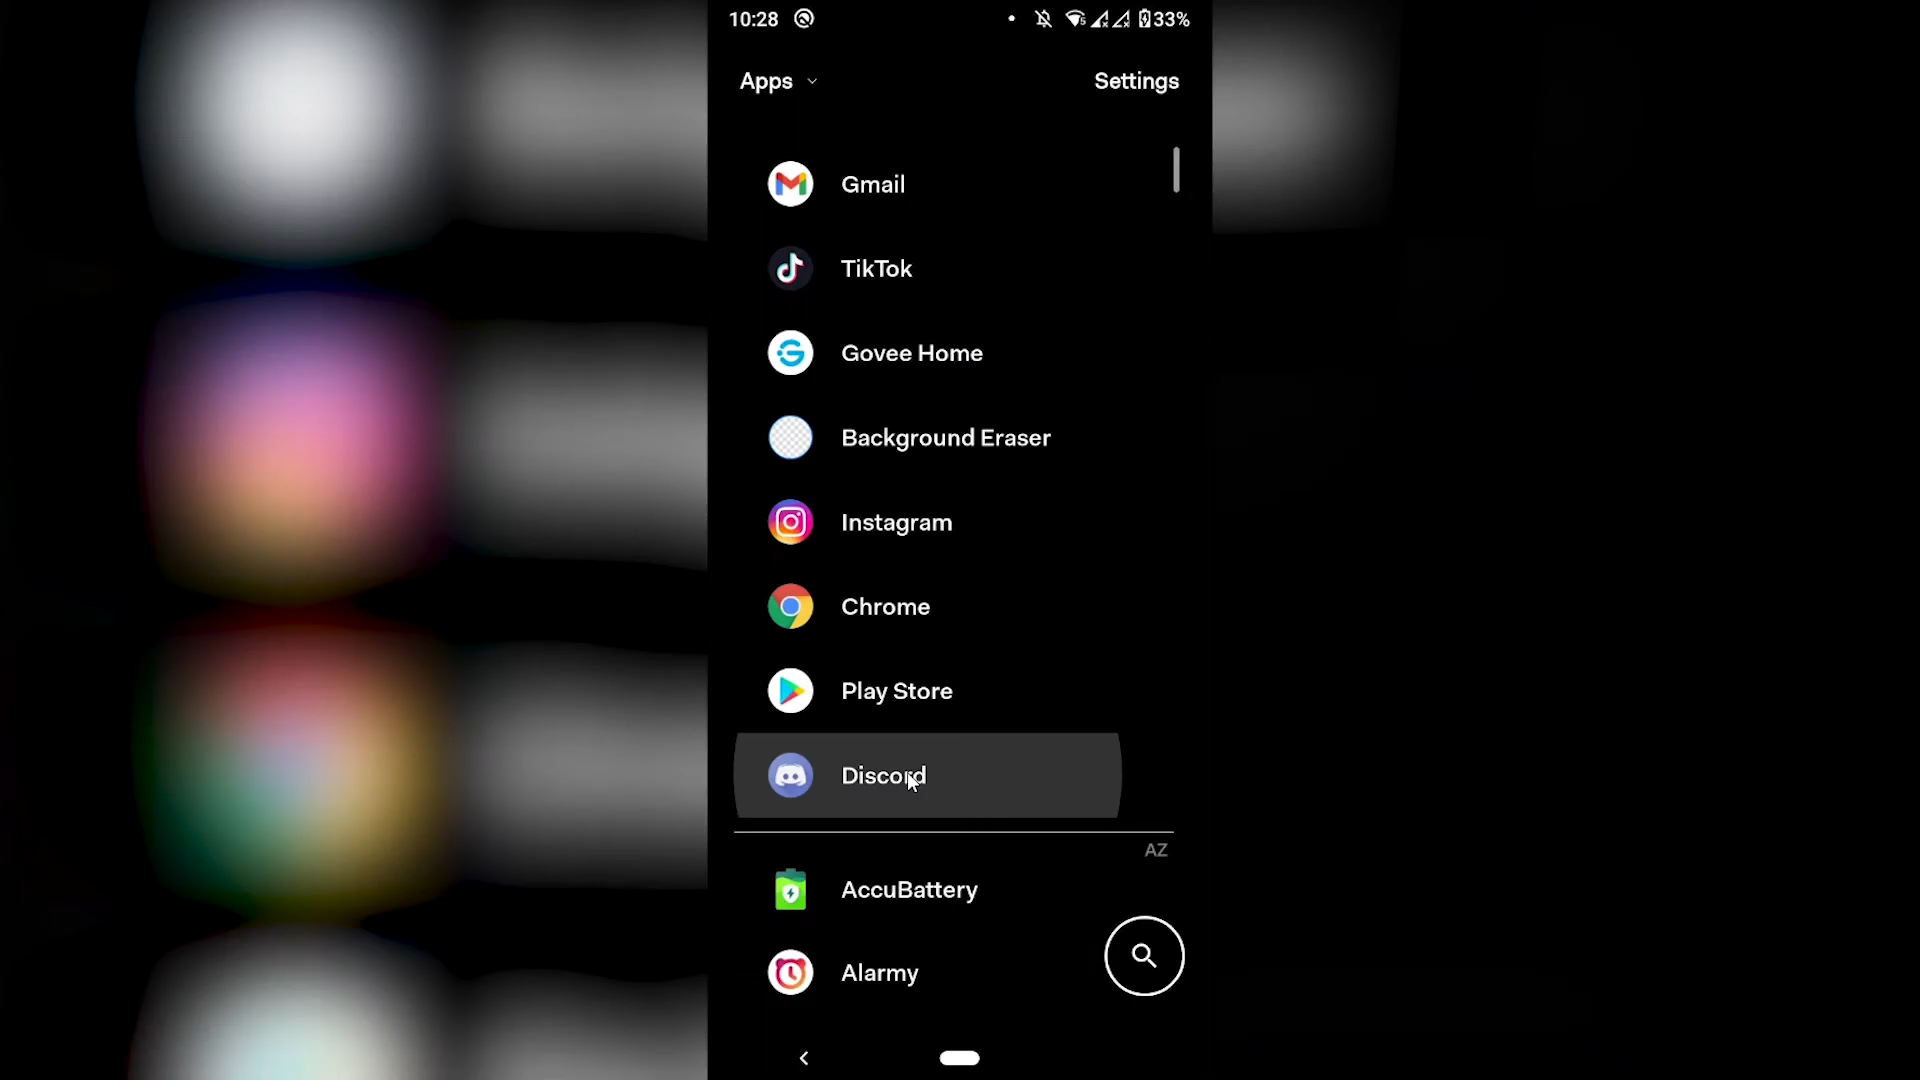 10:28 33%
Apps Settings
Gmail
TikTok
Govee Home
Background Eraser
Instagram
Chrome
Play Store
Discord
AZ
AccuBattery
Alarmy